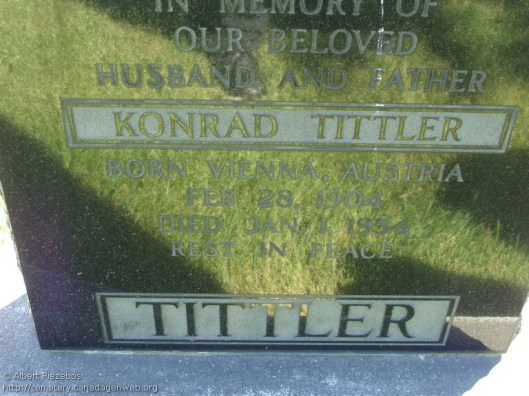 IN MEMORY OF
OUR BELOVED
HUSBAND AND FATHER
KONRAD TITTLER
BORN VIENNA, AUSTRIA
FEB. 28, 1904
DIED JAN. 1, 1954
REST IN PEACE
TITTLER
© Albert Piezebos
http://cemetery.canadagenweb.org